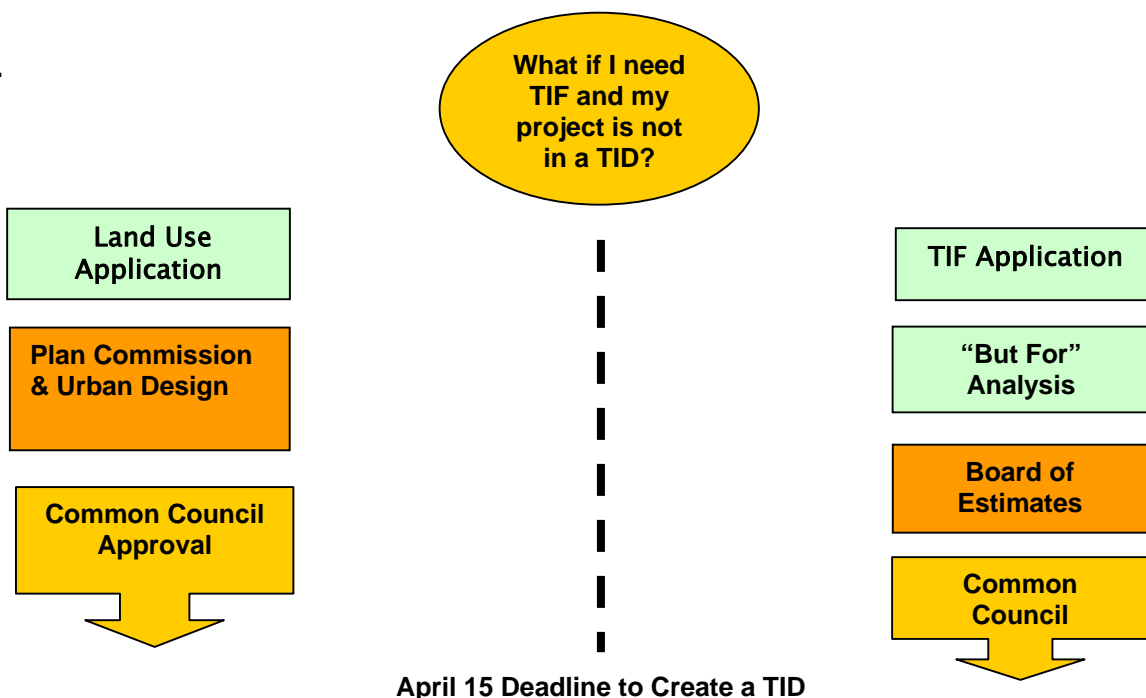 What if I need
TIF and my
project is not
in a TID?
Land Use
Application
Plan Commission
& Urban Design
Common Council
Approval
TIF Application
“But For”
Analysis
Board of
Estimates
Common
Council
April 15 Deadline to Create a TID